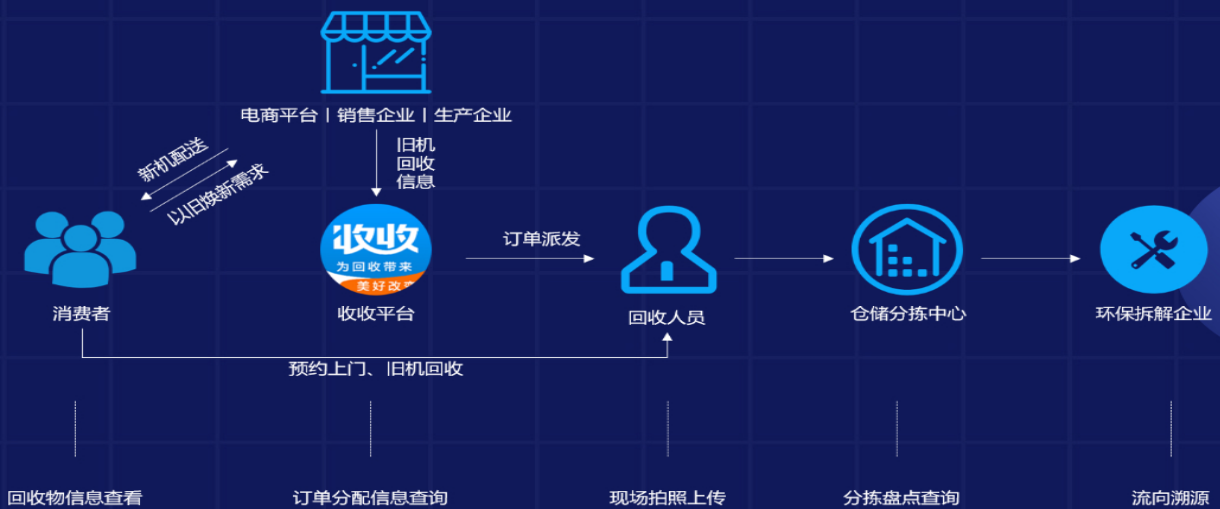 电商平台 | 销售企业 | 生产企业
新机配送
以旧焕新需求
旧机
回收
信息
收收
为回收带来
美好改变
订单派发
消费者
收收平台
回收人员
仓储分拣中心
环保拆解企业
预约上门、旧机回收
回收物信息查看
订单分配信息查询
现场拍照上传
分拣盘点查询
流向溯源